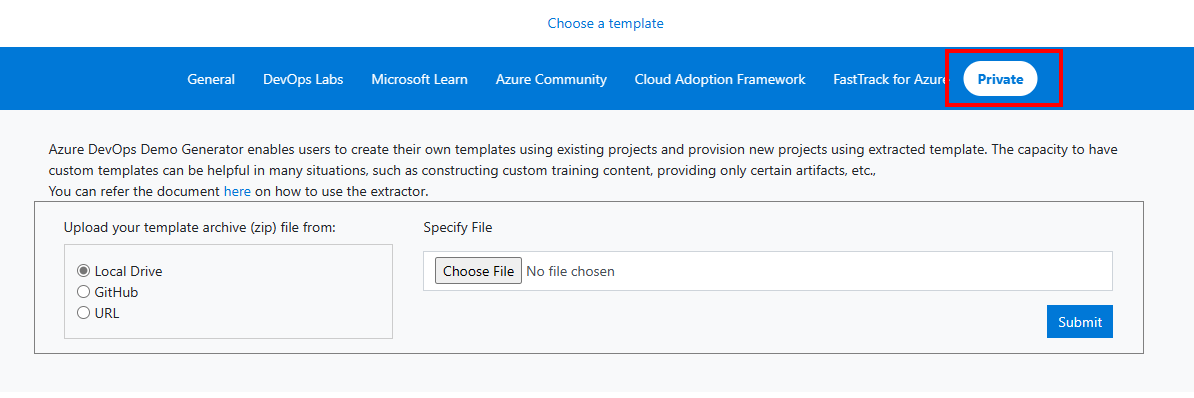 Choose a template
General DevOps Labs Microsoft Learn Azure Community Cloud Adoption Framework FastTrack for Azure Private
Azure DevOps Demo Generator enables users to create their own templates using existing projects and provision new projects using extracted template. The capacity to have
custom templates can be helpful in many situations, such as constructing custom training content, providing only certain artifacts, etc.,
You can refer the document here on how to use the extractor.
Upload your template archive (zip) file from: Specify File
Local Drive
Choose File No file chosen
GitHub
URL
Submit